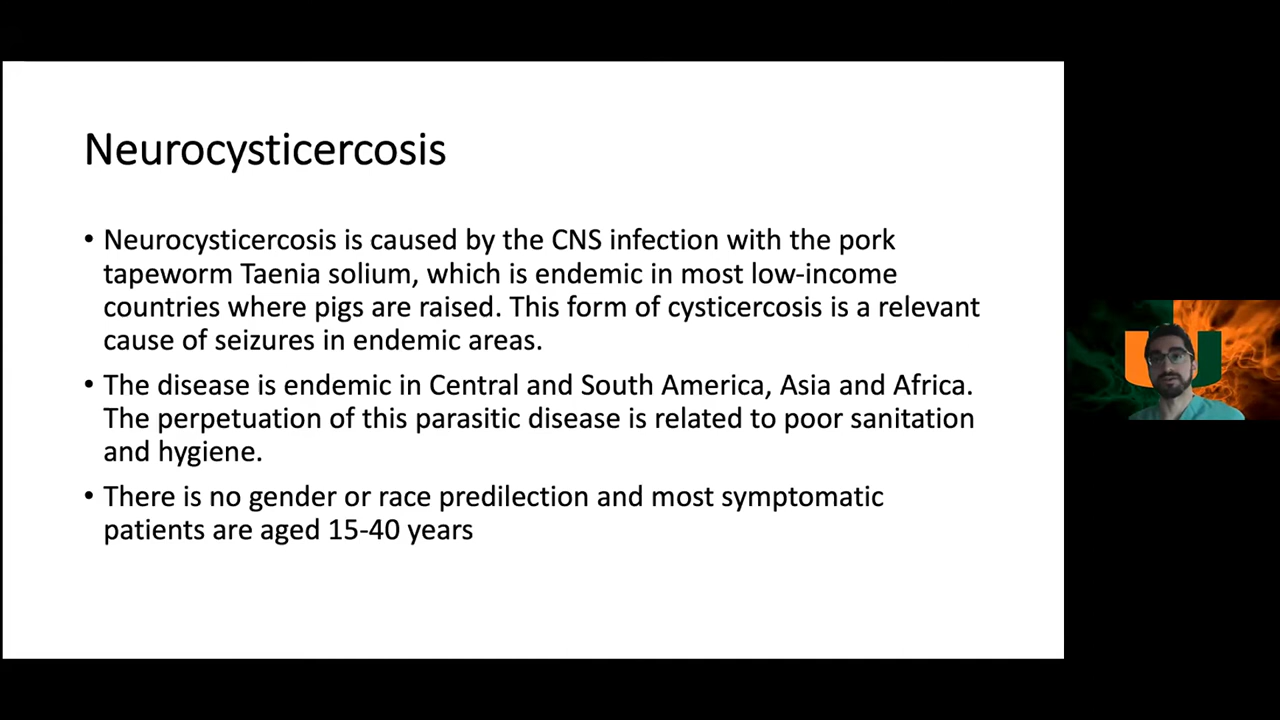 Neurocysticercosis
• Neurocysticercosis is caused by the CNS infection with the pork
tapeworm Taenia solium, which is endemic in most low-income
countries where pigs are raised. This form of cysticercosis is a relevant
cause of seizures in endemic areas.
• The disease is endemic in Central and South America, Asia and Africa.
The perpetuation of this parasitic disease is related to poor sanitation
and hygiene.
• There is no gender or race predilection and most symptomatic
patients are aged 15-40 years